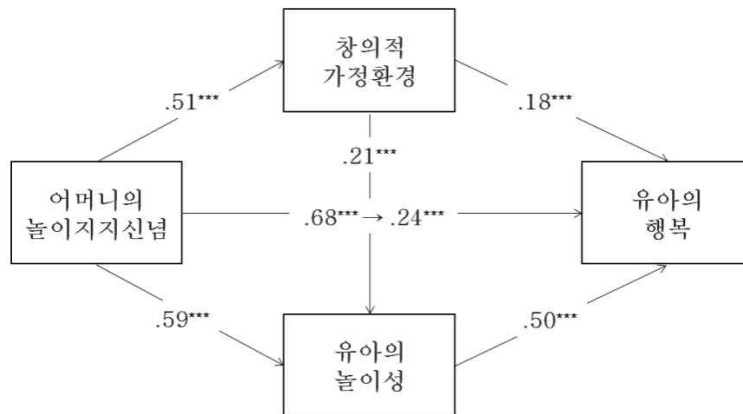 창의적
가정환경
.51***
.18***
.21***
어머니의
놀이지지신념
.68***→.24***
유아의
행복
.59***
.50***
유아의
놀이성